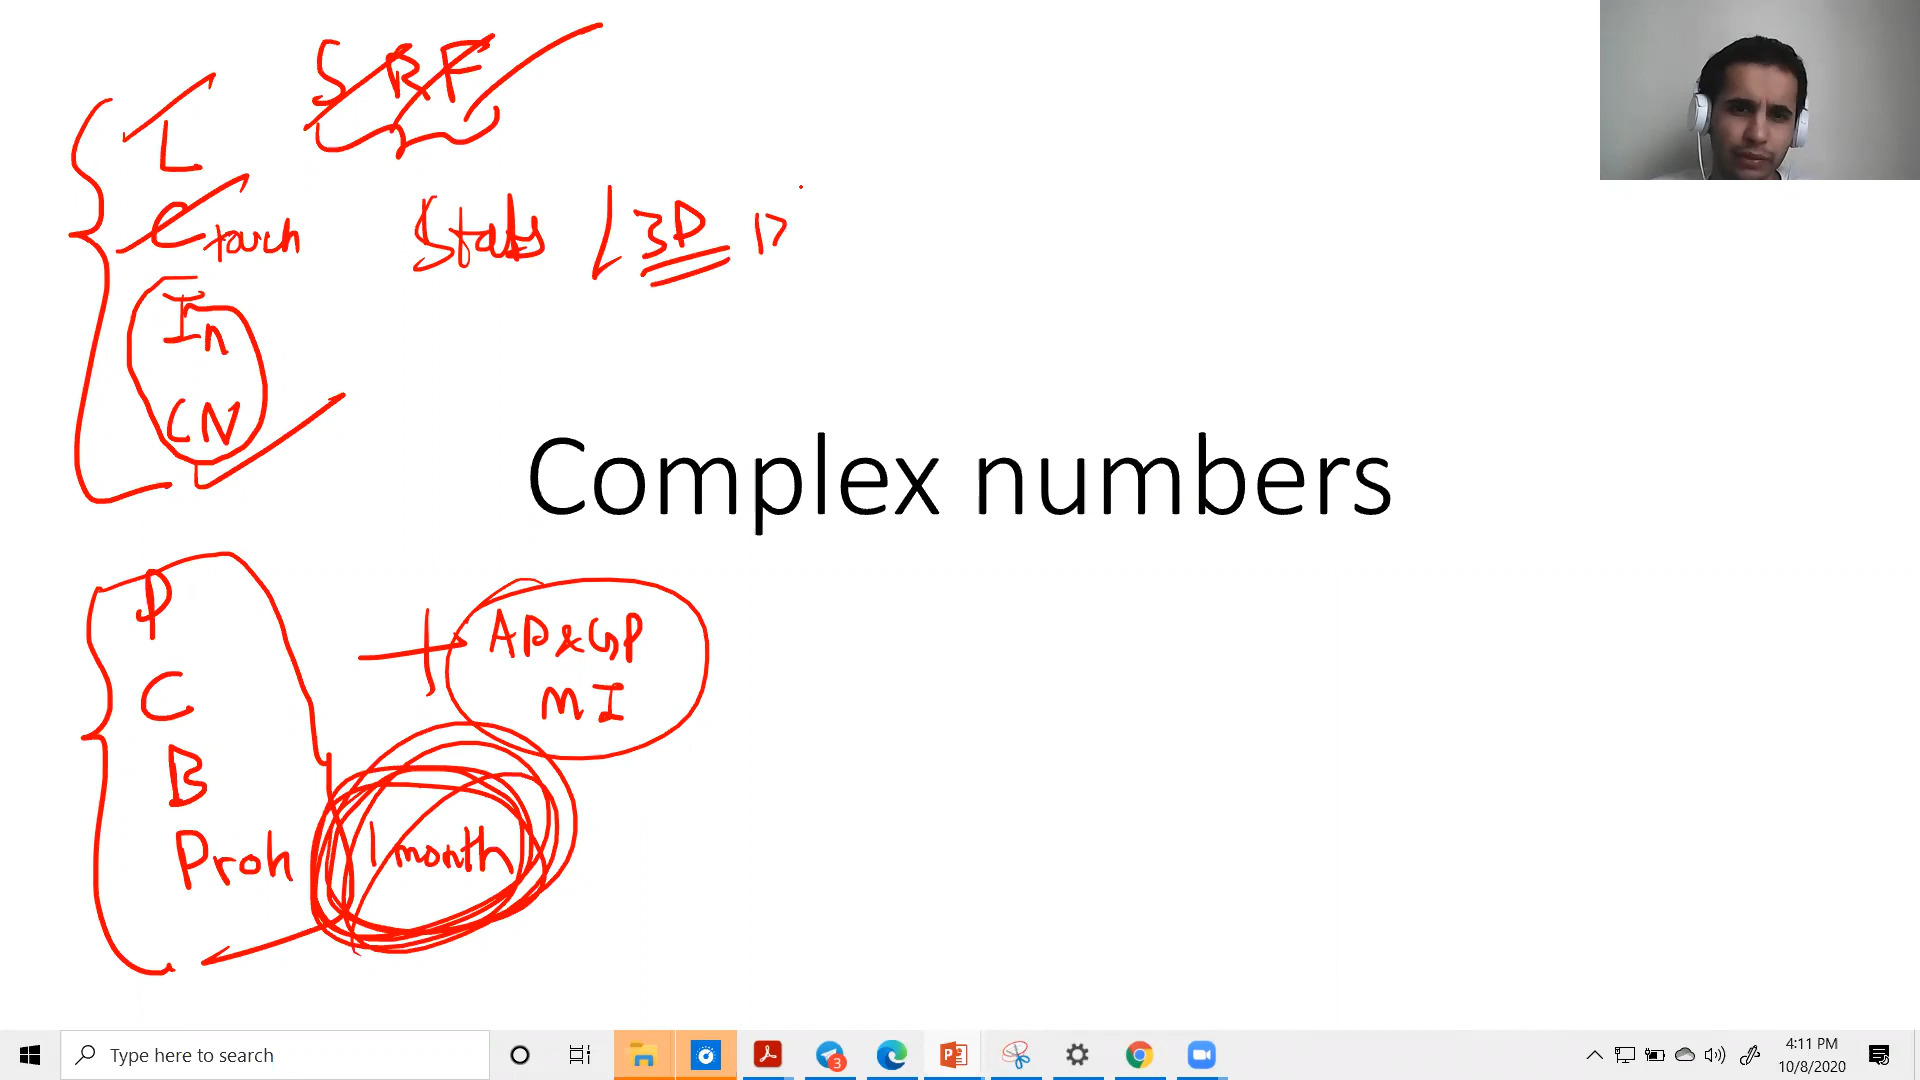 SRF
L
C touch
Stats 3D
In
CN
Complex numbers
P
C
B
Prob
AP & GP
MI
1 month
Type here to search
3
4:11 PM
10/8/2020